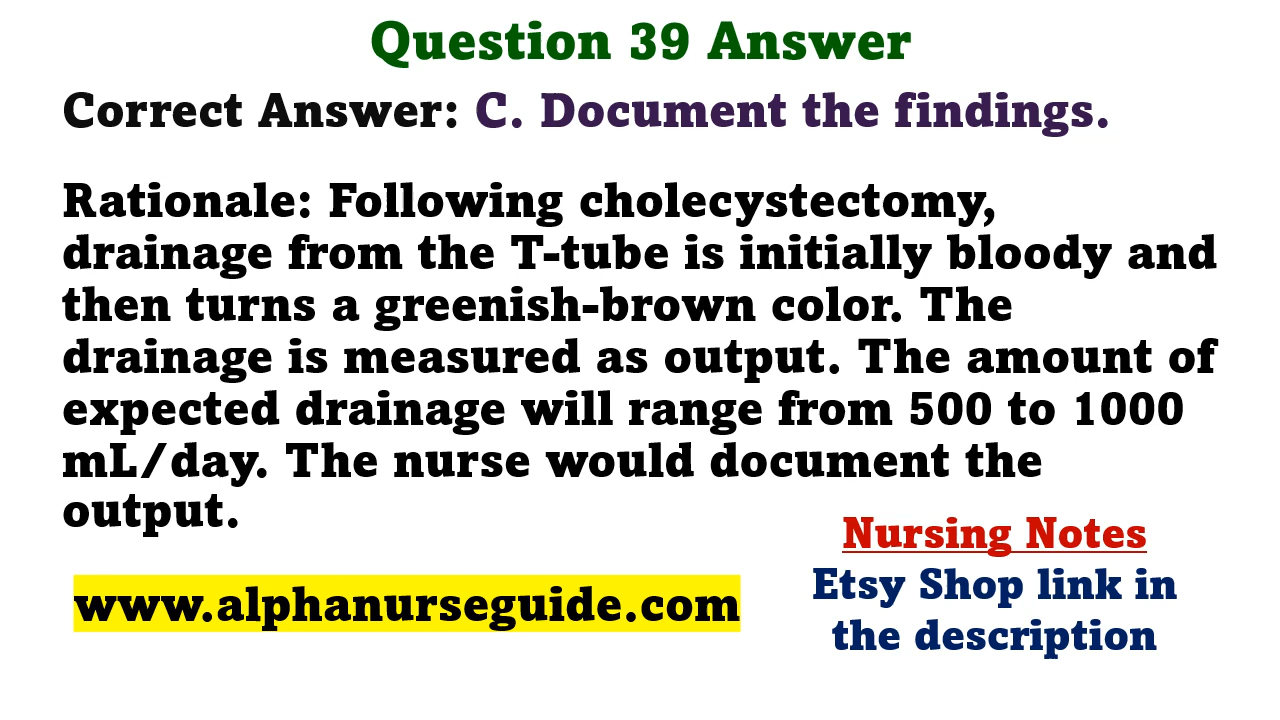 Question 39 Answer
Correct Answer: C. Document the findings.
Rationale: Following cholecystectomy,
drainage from the T-tube is initially bloody and
then turns a greenish-brown color. The
drainage is measured as output. The amount of
expected drainage will range from 500 to 1000
mL/day. The nurse would document the
output.
Nursing Notes
Etsy Shop link in
the description
www.alphanurseguide.com